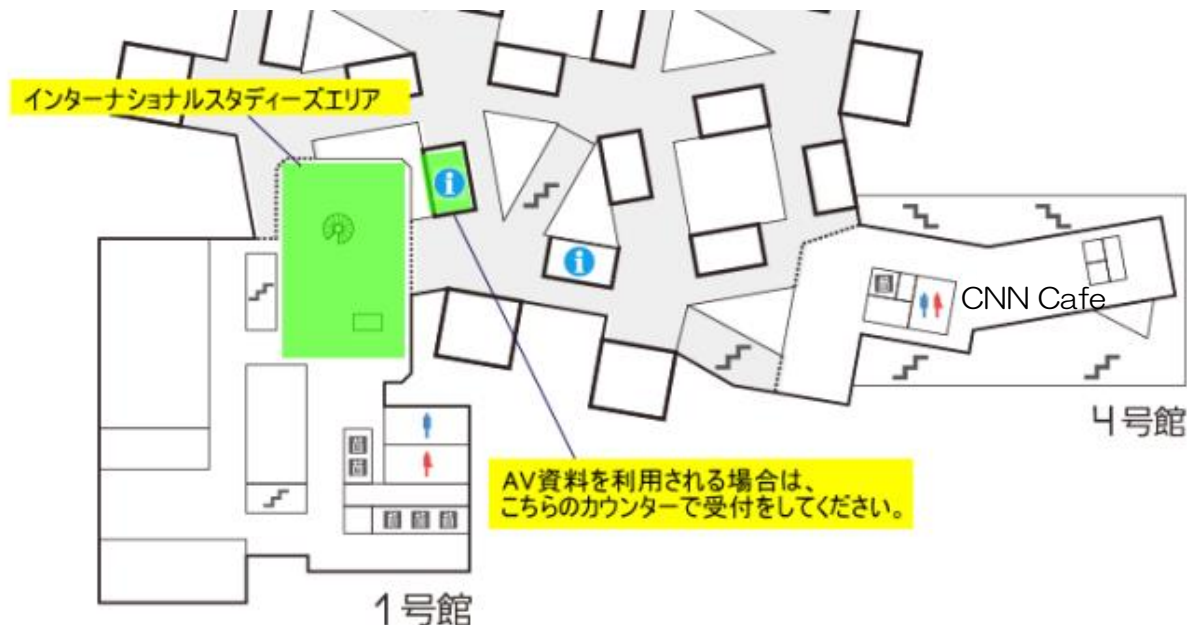 インターナショナルスタディーズエリア
CNN Cafe
4号館
AV資料を利用される場合は、
こちらのカウンターで受付をしてください。
1号館